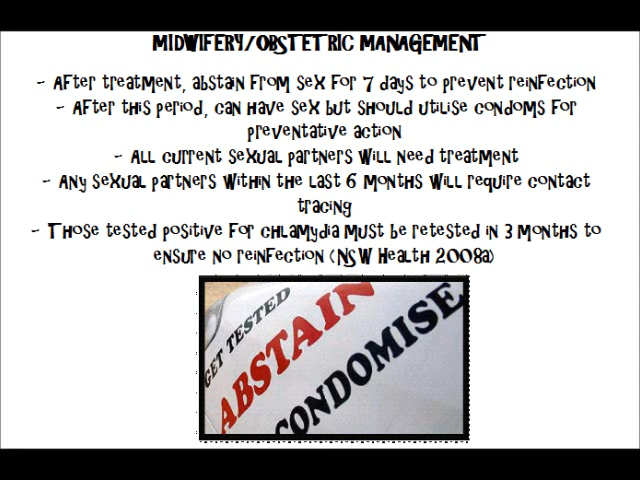 MIDWIFERY/OBSTETRIC MANAGEMENT
- After treatment, abstain from sex for 7 days to prevent reinfection
- After this period, can have sex but should utilise condoms for
preventative action
- All current sexual partners will need treatment
- Any sexual partners within the last 6 months will require contact
tracing
- Those tested positive for chlamydia must be retested in 3 months to
ensure no reinfection (NSW Health 2008a)
GET TESTED
ABSTAIN
CONDOMISE